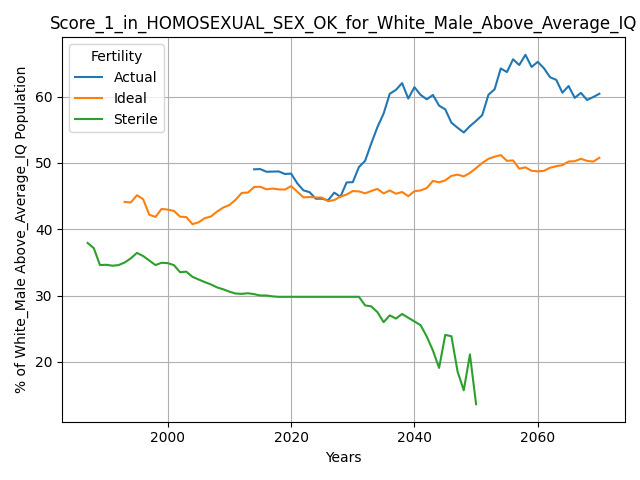 Score_1_in_HOMOSEXUAL_SEX_OK_for_White_Male_Above_Average_IQ
Fertility
Actual
Ideal
Sterile
% of White_Male Above_Average_IQ Population
60
50
40
30
20
2000
2020
2040
2060
Years